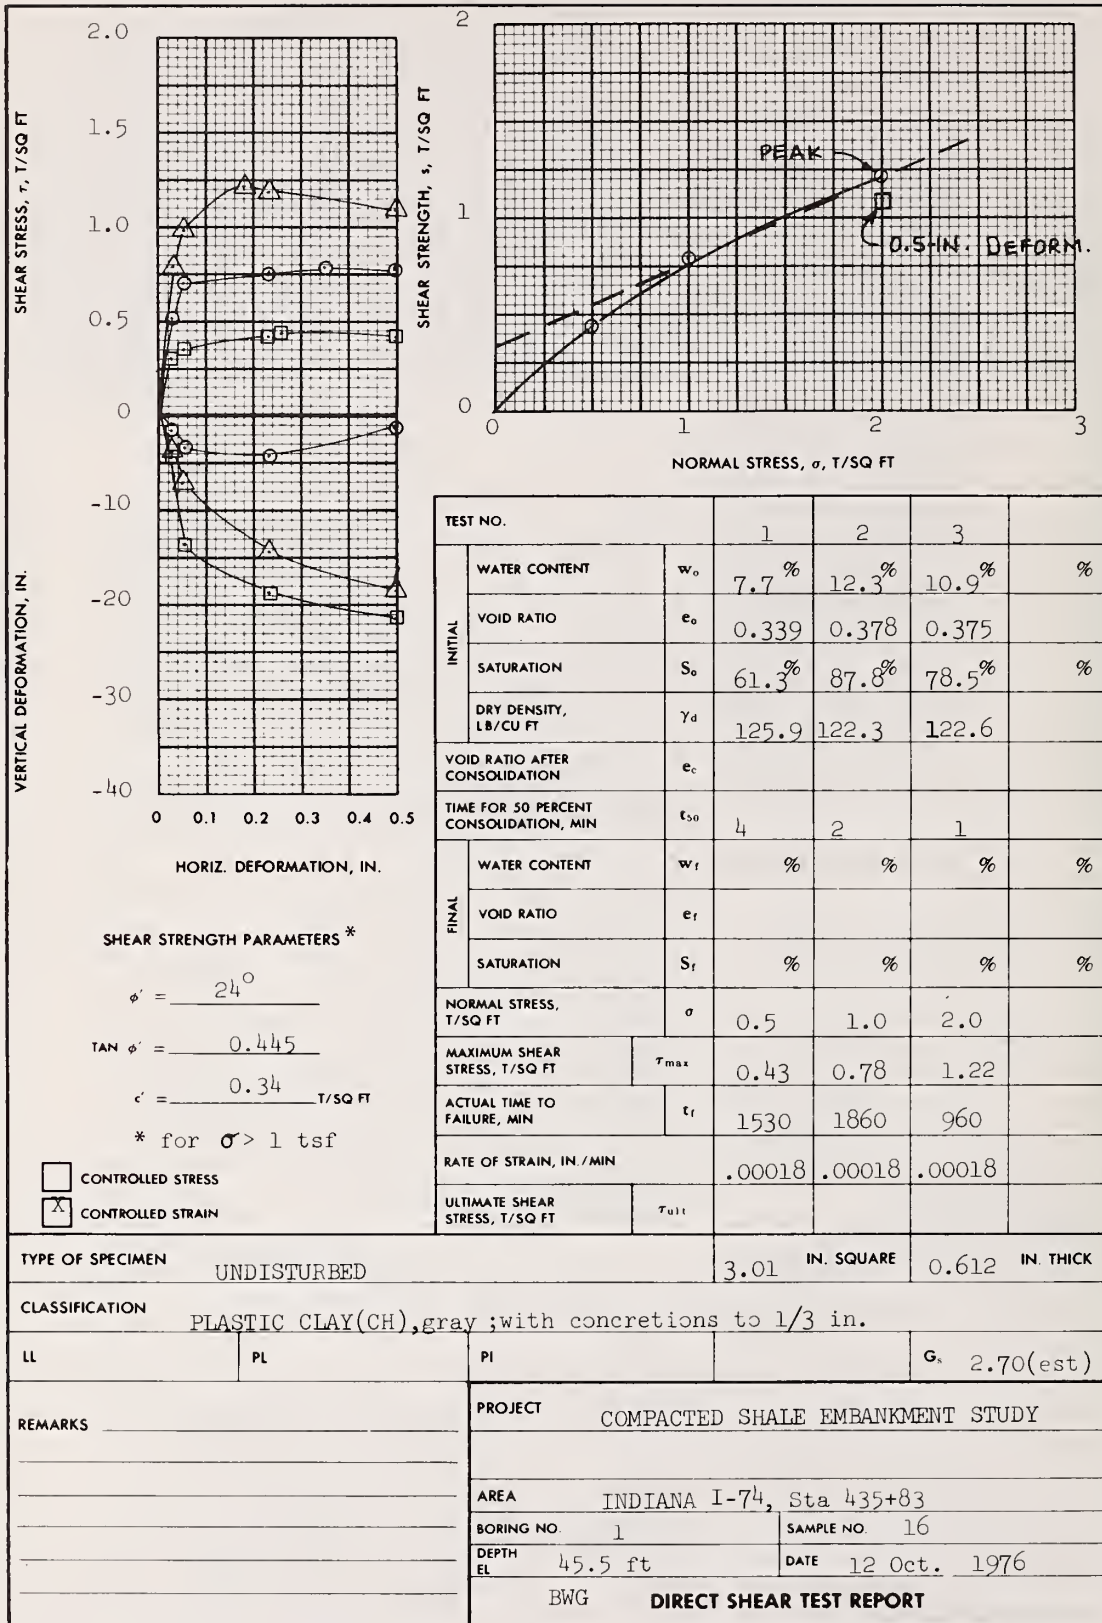 2.0
1.5
1.0
0.5
0
-10
-20
-30
-40
SHEAR STRESS, τ, T/SQ FT
VERTICAL DEFORMATION, IN.
0 0.1 0.2 0.3 0.4 0.5
HORIZ. DEFORMATION, IN.
2
1
0
SHEAR STRENGTH, s, T/SQ FT
PEAK
0.5-IN. DEFORM.
0 1 2 3
NORMAL STRESS, σ, T/SQ FT
SHEAR STRENGTH PARAMETERS *
φ' = 24°
TAN φ' = 0.445
c' = 0.34 T/SQ FT
* for σ > 1 tsf
CONTROLLED STRESS
X CONTROLLED STRAIN
TEST NO. 1 2 3
INITIAL
WATER CONTENT wₒ 7.7% 12.3% 10.9% %
VOID RATIO eₒ 0.339 0.378 0.375
SATURATION Sₒ 61.3% 87.8% 78.5% %
DRY DENSITY,
LB/CU FT γd 125.9 122.3 122.6
VOID RATIO AFTER
CONSOLIDATION ec
TIME FOR 50 PERCENT
CONSOLIDATION, MIN t50 4 2 1
FINAL
WATER CONTENT wf % % % %
VOID RATIO ef
SATURATION Sf % % % %
NORMAL STRESS,
T/SQ FT σ 0.5 1.0 2.0
MAXIMUM SHEAR
STRESS, T/SQ FT τmax 0.43 0.78 1.22
ACTUAL TIME TO
FAILURE, MIN tf 1530 1860 960
RATE OF STRAIN, IN./MIN .00018 .00018 .00018
ULTIMATE SHEAR
STRESS, T/SQ FT τult
TYPE OF SPECIMEN UNDISTURBED 3.01 IN. SQUARE 0.612 IN. THICK
CLASSIFICATION PLASTIC CLAY(CH),gray ;with concretions to 1/3 in.
LL PL PI Gs 2.70(est)
REMARKS
PROJECT COMPACTED SHALE EMBANKMENT STUDY
AREA INDIANA I-74, Sta 435+83
BORING NO. 1 SAMPLE NO. 16
DEPTH
EL 45.5 ft DATE 12 Oct. 1976
BWG DIRECT SHEAR TEST REPORT